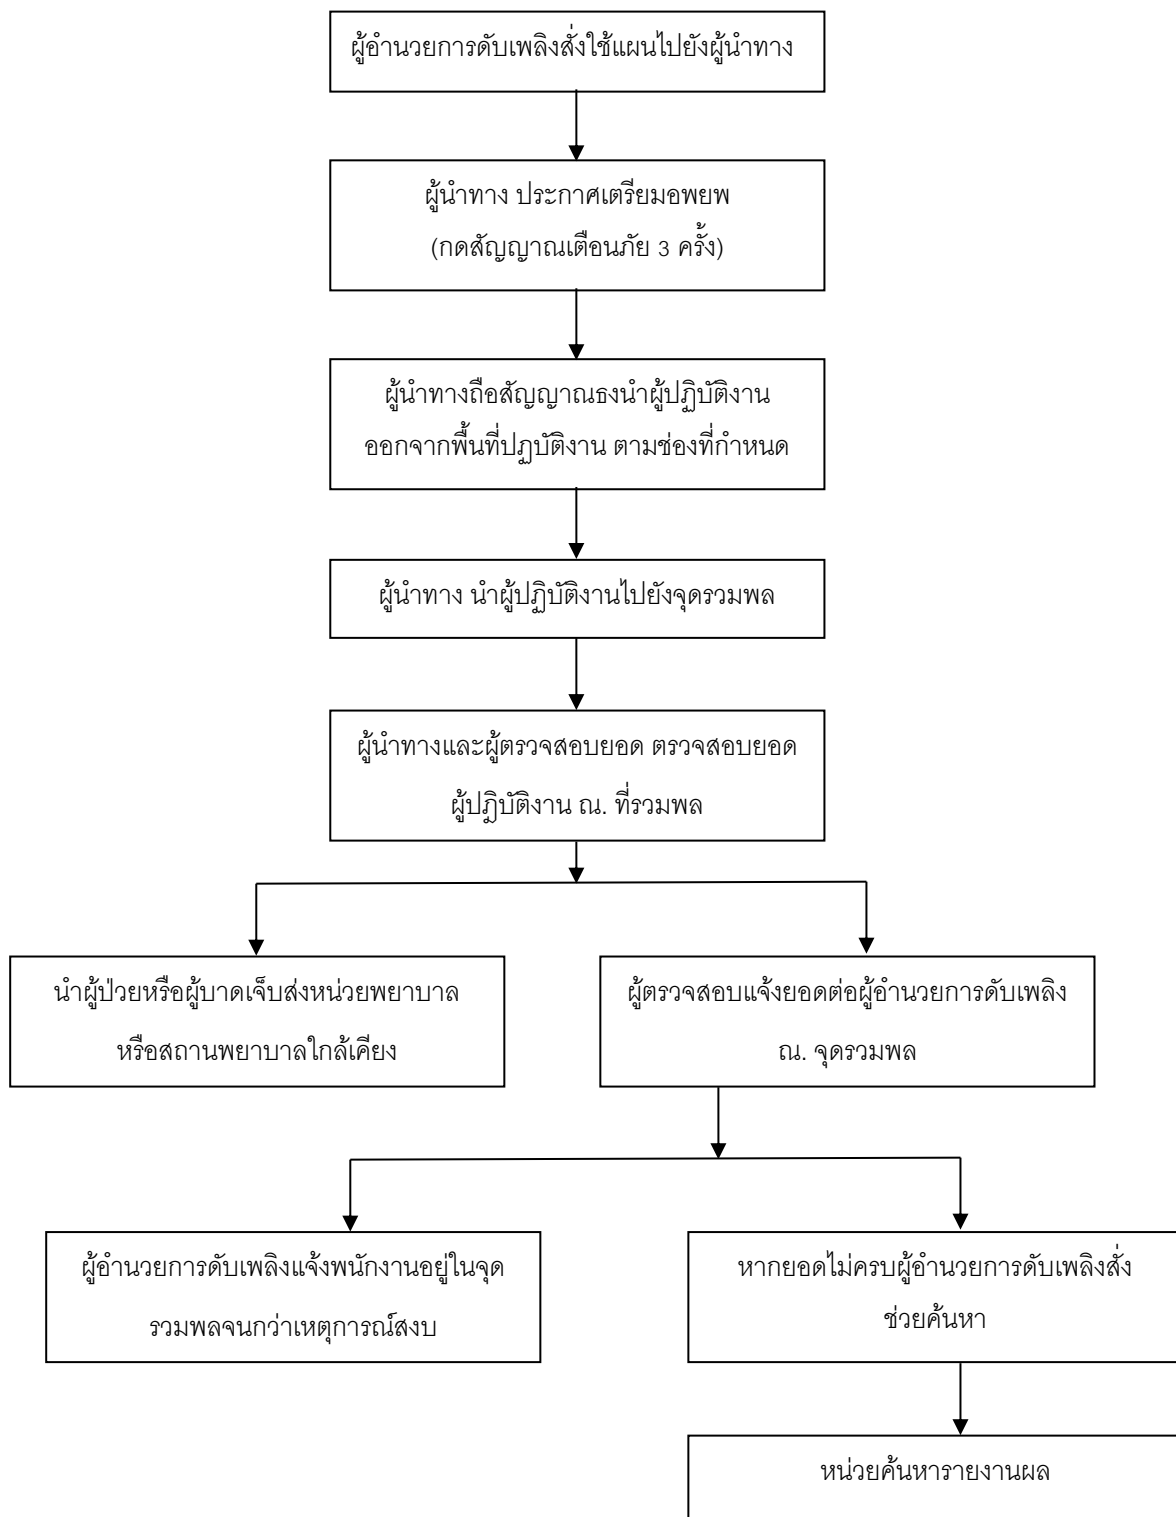 ผู้อำนวยการดับเพลิงสั่งใช้แผนไปยังผู้นำทาง
ผู้นำทาง ประกาศเตรียมอพยพ
(กดสัญญาณเตือนภัย 3 ครั้ง)
ผู้นำทางถือสัญญาณธงนำผู้ปฏิบัติงาน
ออกจากพื้นที่ปฏบัติงาน ตามช่องที่กำหนด
ผู้นำทาง นำผู้ปฏิบัติงานไปยังจุดรวมพล
ผู้นำทางและผู้ตรวจสอบยอด ตรวจสอบยอด
ผู้ปฎิบัติงาน ณ. ที่รวมพล
นำผู้ป่วยหรือผู้บาดเจ็บส่งหน่วยพยาบาล
หรือสถานพยาบาลใกล้เคียง
ผู้ตรวจสอบแจ้งยอดต่อผู้อำนวยการดับเพลิง
ณ. จุดรวมพล
ผู้อำนวยการดับเพลิงแจ้งพนักงานอยู่ในจุด
รวมพลจนกว่าเหตุการณ์สงบ
หากยอดไม่ครบผู้อำนวยการดับเพลิงสั่ง
ช่วยค้นหา
หน่วยค้นหารายงานผล